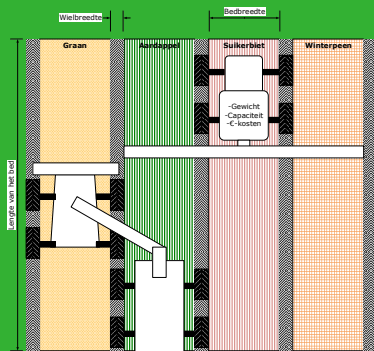 Wielbreedte
Bedbreedte
Graan
Aardappel
Suikerbiet
Winterpeen
-Gewicht
-Capaciteit
-€-kosten
Lengte van het bed